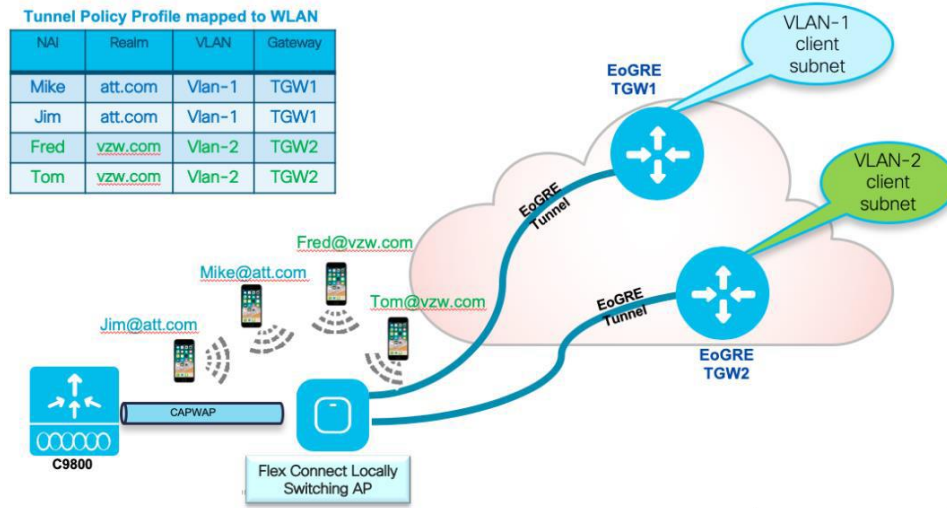 Tunnel Policy Profile mapped to WLAN
NAI Realm VLAN Gateway
Mike att.com Vlan-1 TGW1
Jim att.com Vlan-1 TGW1
Fred vzw.com Vlan-2 TGW2
Tom vzw.com Vlan-2 TGW2
VLAN-1
client
subnet
EoGRE
TGW1
VLAN-2
client
subnet
EoGRE
Tunnel
Fred@vzw.com
Mike@att.com
Tom@vzw.com
Jim@att.com
EoGRE
Tunnel
EoGRE
TGW2
CAPWAP
C9800
Flex Connect Locally
Switching AP